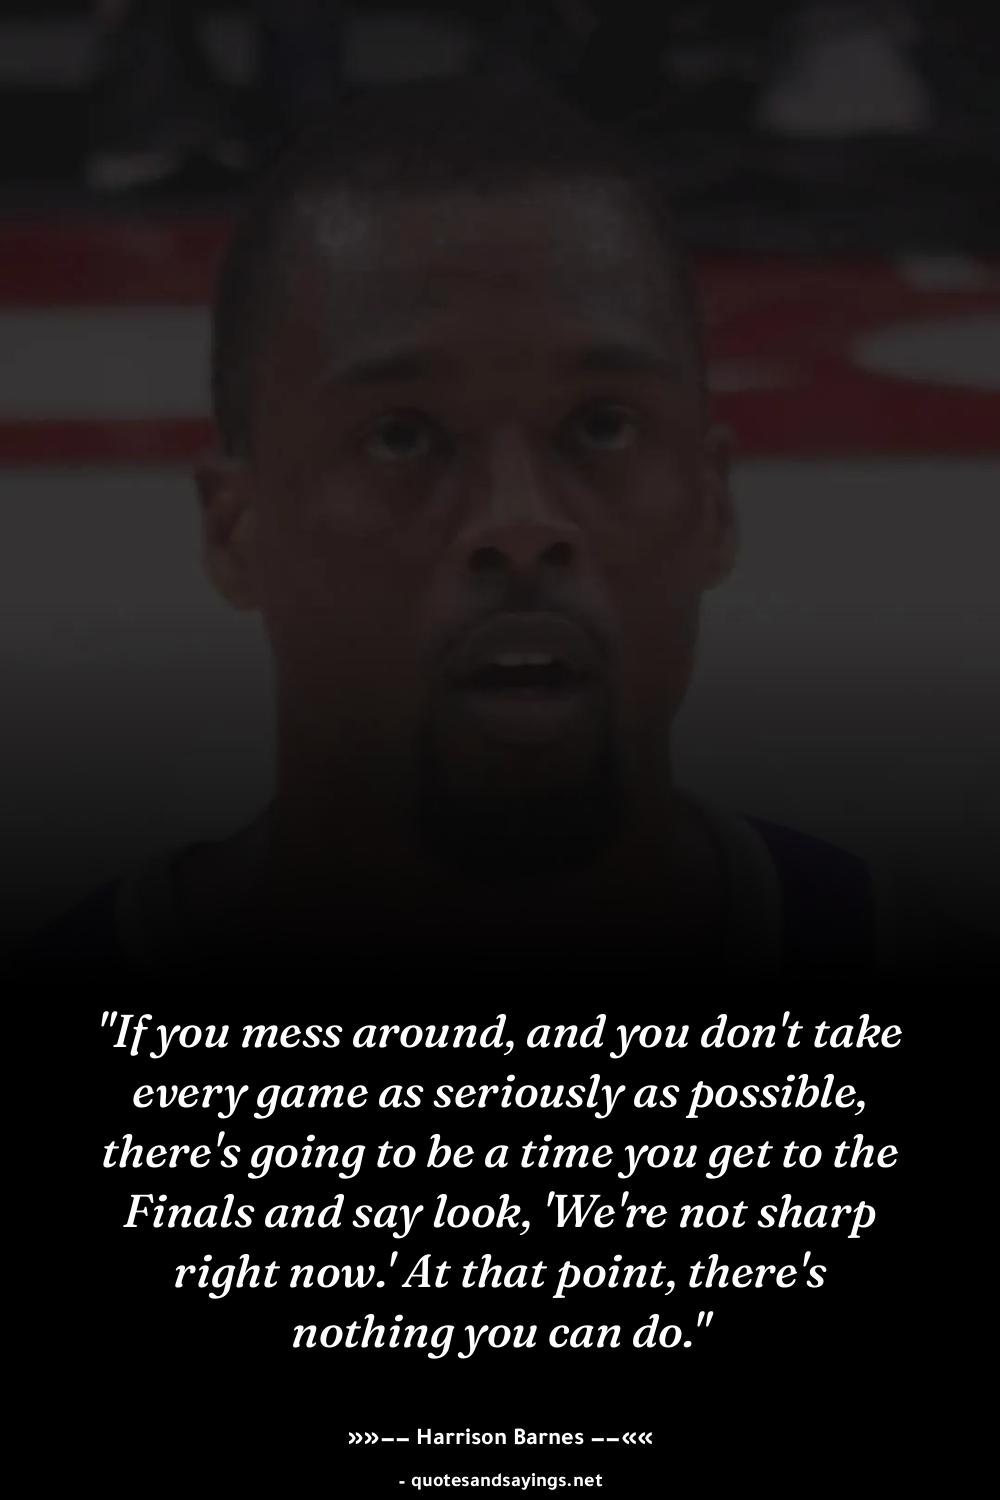 "If you mess around, and you don't take
every game as seriously as possible,
there's going to be a time you get to the
Finals and say look, 'We're not sharp
right now.' At that point, there's
nothing you can do."
»»−− Harrison Barnes −−««
- quotesandsayings.net